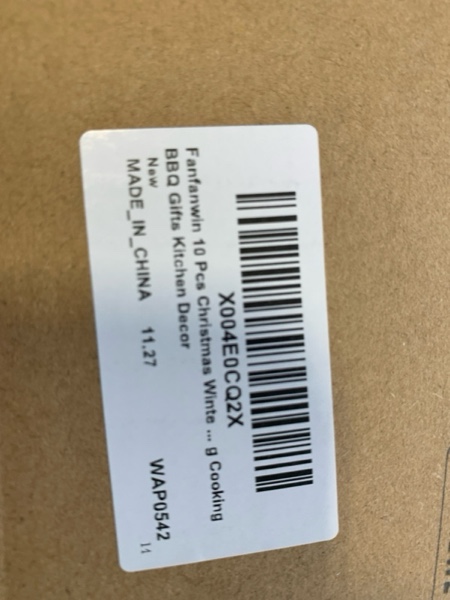 X004E0CQ2X
Fanfanwin 10 Pcs Christmas Winte ... g Cooking
BBQ Gifts Kitchen Decor
New
MADE_IN_CHINA 11.27 WAP0542
14